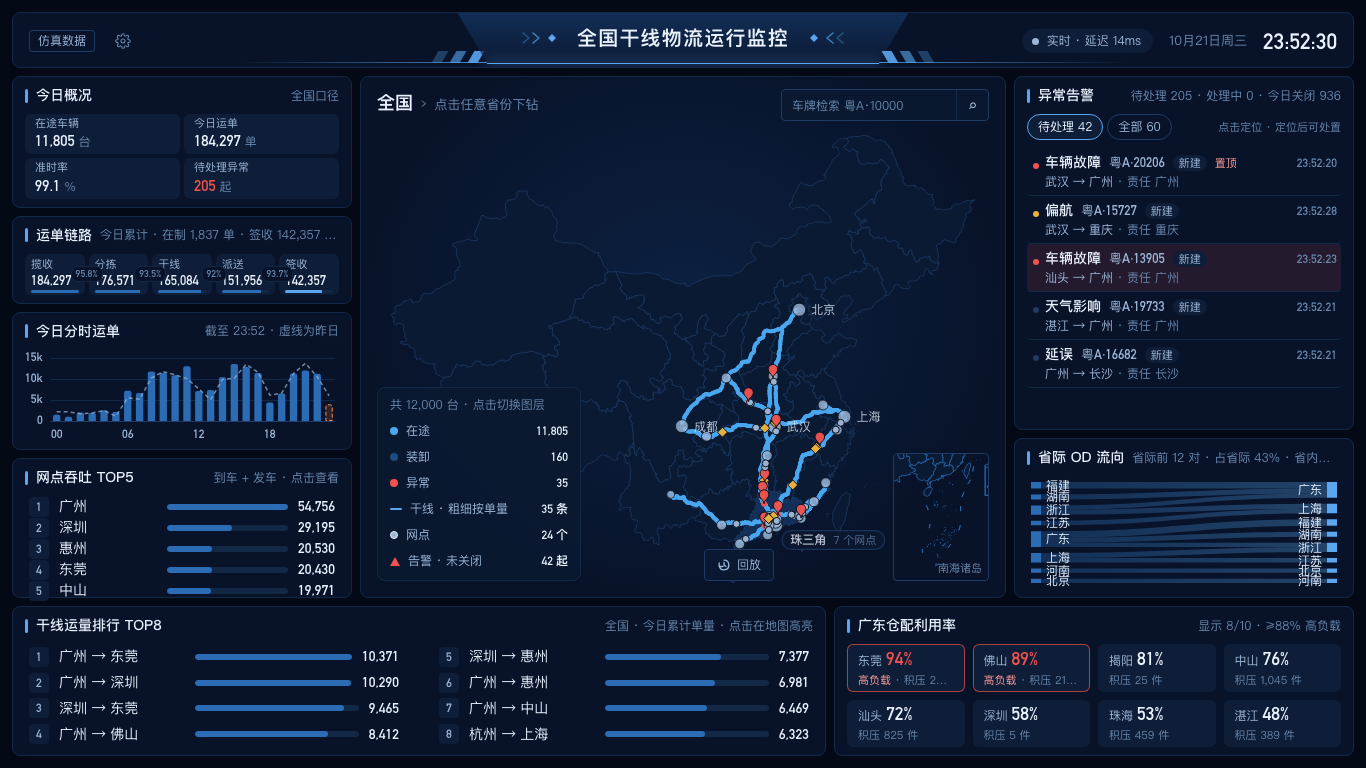 仿真数据
全国干线物流运行监控
实时 · 延迟 14ms
10月21日周三
23:52:30
今日概况
全国口径
在途车辆
11,805 台
今日运单
184,297 单
准时率
99.1 %
待处理异常
205 起
运单链路
今日累计 · 在制 1,837 单 · 签收 142,357 …
揽收
184,297
95.8%
分拣
176,571
93.5%
干线
165,084
92%
派送
151,956
93.7%
签收
142,357
今日分时运单
截至 23:52 · 虚线为昨日
15k
10k
5k
0
00
06
12
18
网点吞吐 TOP5
到车 + 发车 · 点击查看
1 广州 54,756
2 深圳 29,195
3 惠州 20,530
4 东莞 20,430
5 中山 19,971
全国 › 点击任意省份下钻
车牌检索 粤A·10000
北京
上海
成都
武汉
珠三角 7 个网点
共 12,000 台 · 点击切换图层
在途 11,805
装卸 160
异常 35
干线 · 粗细按单量 35 条
网点 24 个
告警 · 未关闭 42 起
回放
南海诸岛
异常告警
待处理 205 · 处理中 0 · 今日关闭 936
待处理 42
全部 60
点击定位 · 定位后可处置
车辆故障 粤A·20206 新建 置顶 23:52:20
武汉 → 广州 · 责任 广州
偏航 粤A·15727 新建 23:52:28
武汉 → 重庆 · 责任 重庆
车辆故障 粤A·13905 新建 23:52:23
汕头 → 广州 · 责任 广州
天气影响 粤A·19733 新建 23:52:21
湛江 → 广州 · 责任 广州
延误 粤A·16682 新建 23:52:21
广州 → 长沙 · 责任 长沙
省际 OD 流向
省际前 12 对 · 占省际 43% · 省内…
福建
湖南
浙江
江苏
广东
上海
河南
北京
广东
上海
福建
湖南
浙江
江苏
北京
河南
干线运量排行 TOP8
全国 · 今日累计单量 · 点击在地图高亮
1 广州 → 东莞 10,371
2 广州 → 深圳 10,290
3 深圳 → 东莞 9,465
4 广州 → 佛山 8,412
5 深圳 → 惠州 7,377
6 广州 → 惠州 6,981
7 广州 → 中山 6,469
8 杭州 → 上海 6,323
广东仓配利用率
显示 8/10 · ≥88% 高负载
东莞 94%
高负载 · 积压 2…
佛山 89%
高负载 · 积压 21…
揭阳 81%
积压 25 件
中山 76%
积压 1,045 件
汕头 72%
积压 825 件
深圳 58%
积压 5 件
珠海 53%
积压 459 件
湛江 48%
积压 389 件